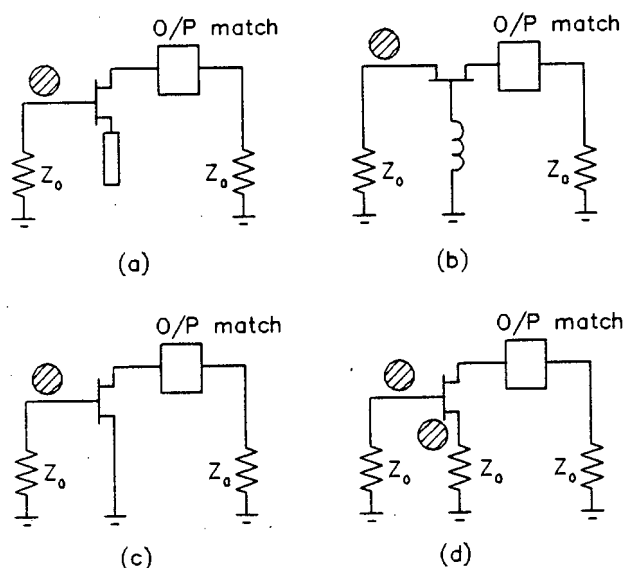 O/P match
Z₀
Z₀
(a)
O/P match
Z₀
Z₀
(b)
O/P match
Z₀
Z₀
(c)
O/P match
Z₀
Z₀
Z₀
(d)